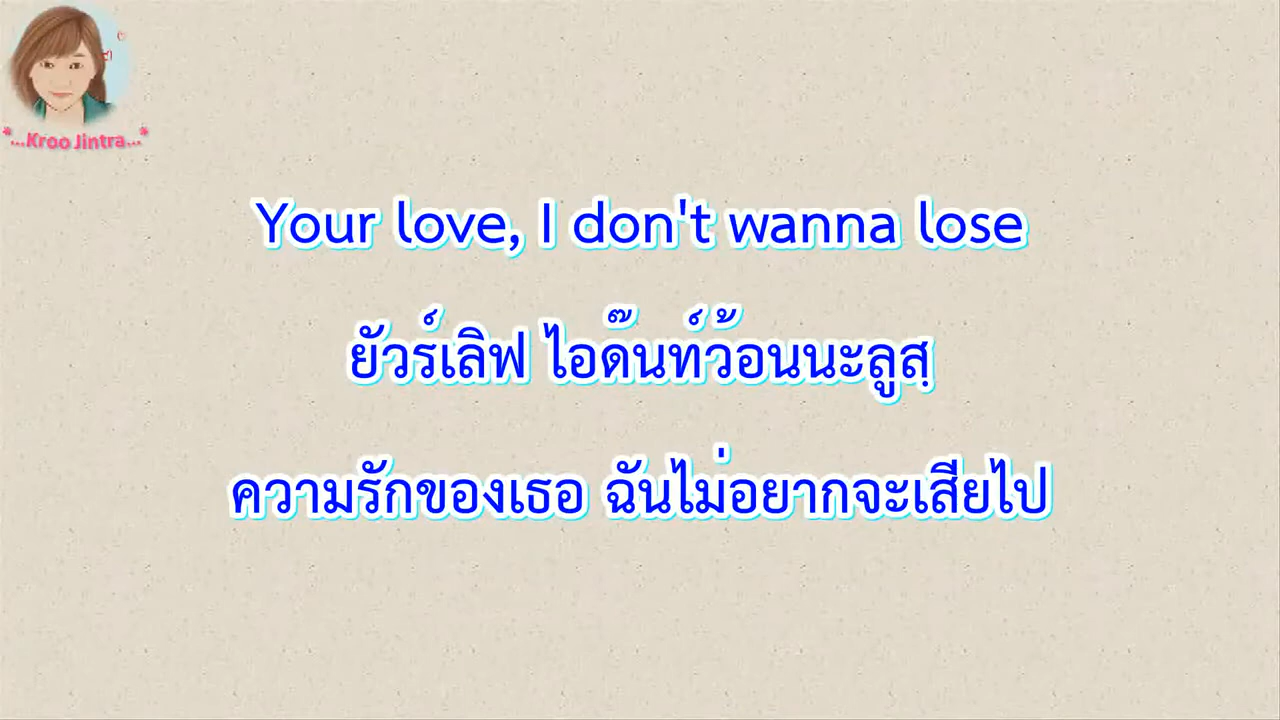 *...Kroo Jintra...*
Your love, I don't wanna lose
ยัวร์เลิฟ ไอด๊นท์ว้อนนะลูสฺ
ความรักของเธอ ฉันไม่อยากจะเสียไป